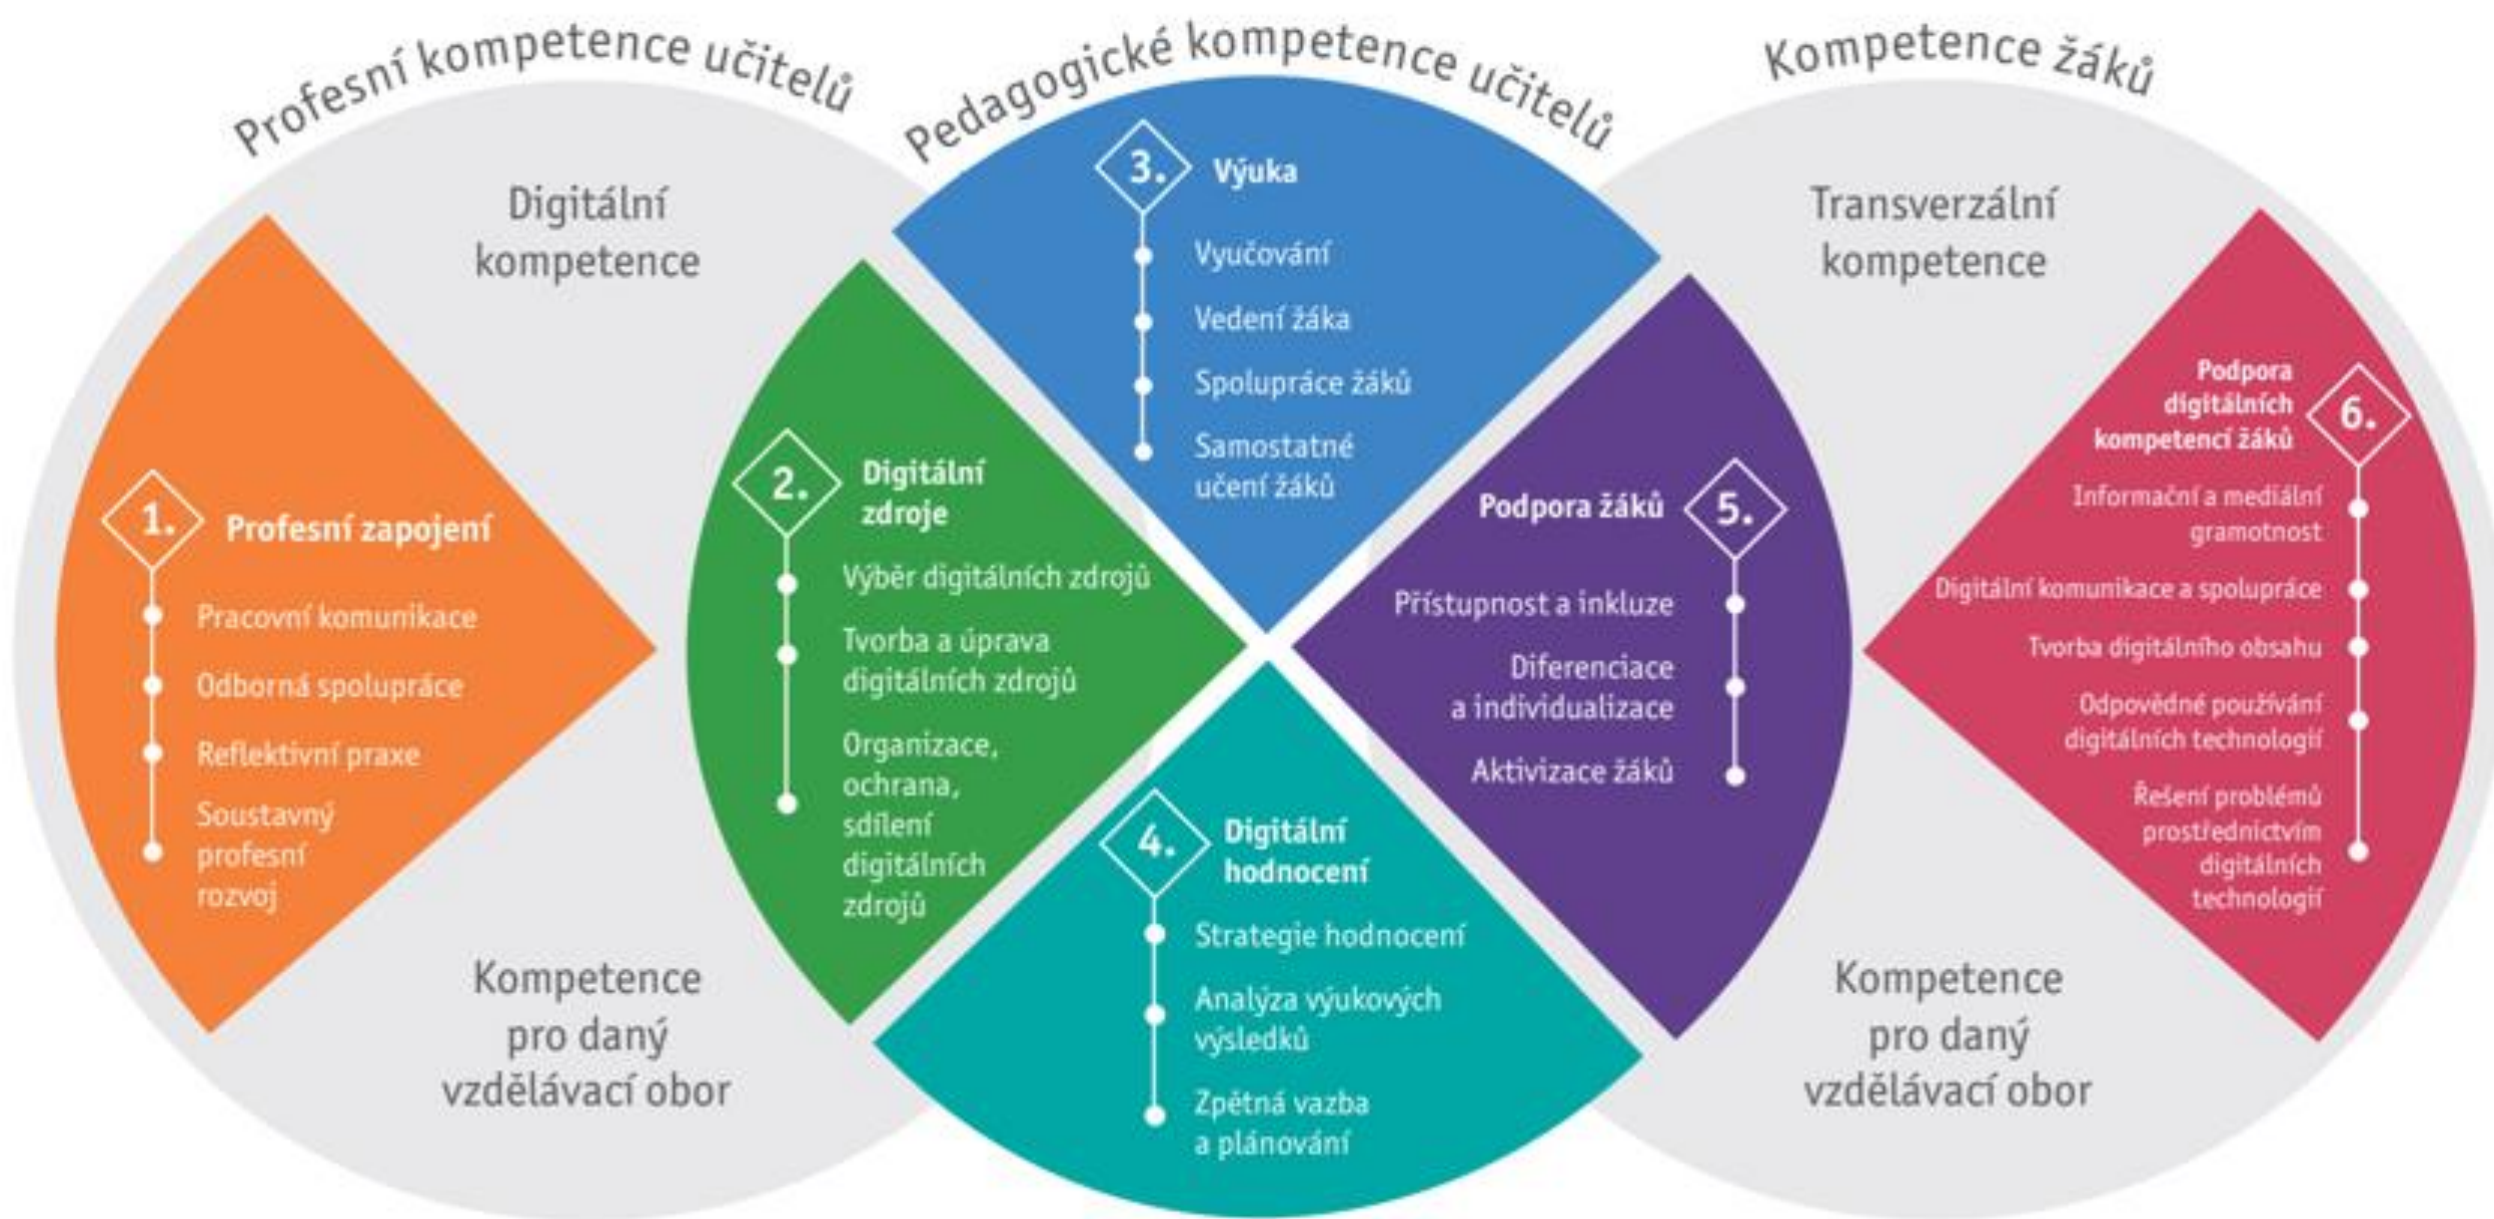 Profesní kompetence učitelů
Pedagogické kompetence učitelů
Kompetence žáků
Digitální
kompetence
Transverzální
kompetence
1.
Profesní zapojení
Pracovní komunikace
Odborná spolupráce
Reflektivní praxe
Soustavný
profesní
rozvoj
2.
Digitální
zdroje
Výběr digitálních zdrojů
Tvorba a úprava
digitálních zdrojů
Organizace,
ochrana,
sdílení
digitálních
zdrojů
3.
Výuka
Vyučování
Vedení žáka
Spolupráce žáků
Samostatné
učení žáků
4.
Digitální
hodnocení
Strategie hodnocení
Analýza výukových
výsledků
Zpětná vazba
a plánování
Podpora žáků
5.
Přístupnost a inkluze
Diferenciace
a individualizace
Aktivizace žáků
Podpora
digitálních
kompetencí žáků
6.
Informační a mediální
gramotnost
Digitální komunikace a spolupráce
Tvorba digitálního obsahu
Odpovědné používání
digitálních technologií
Řešení problémů
prostřednictvím
digitálních
technologií
Kompetence
pro daný
vzdělávací obor
Kompetence
pro daný
vzdělávací obor